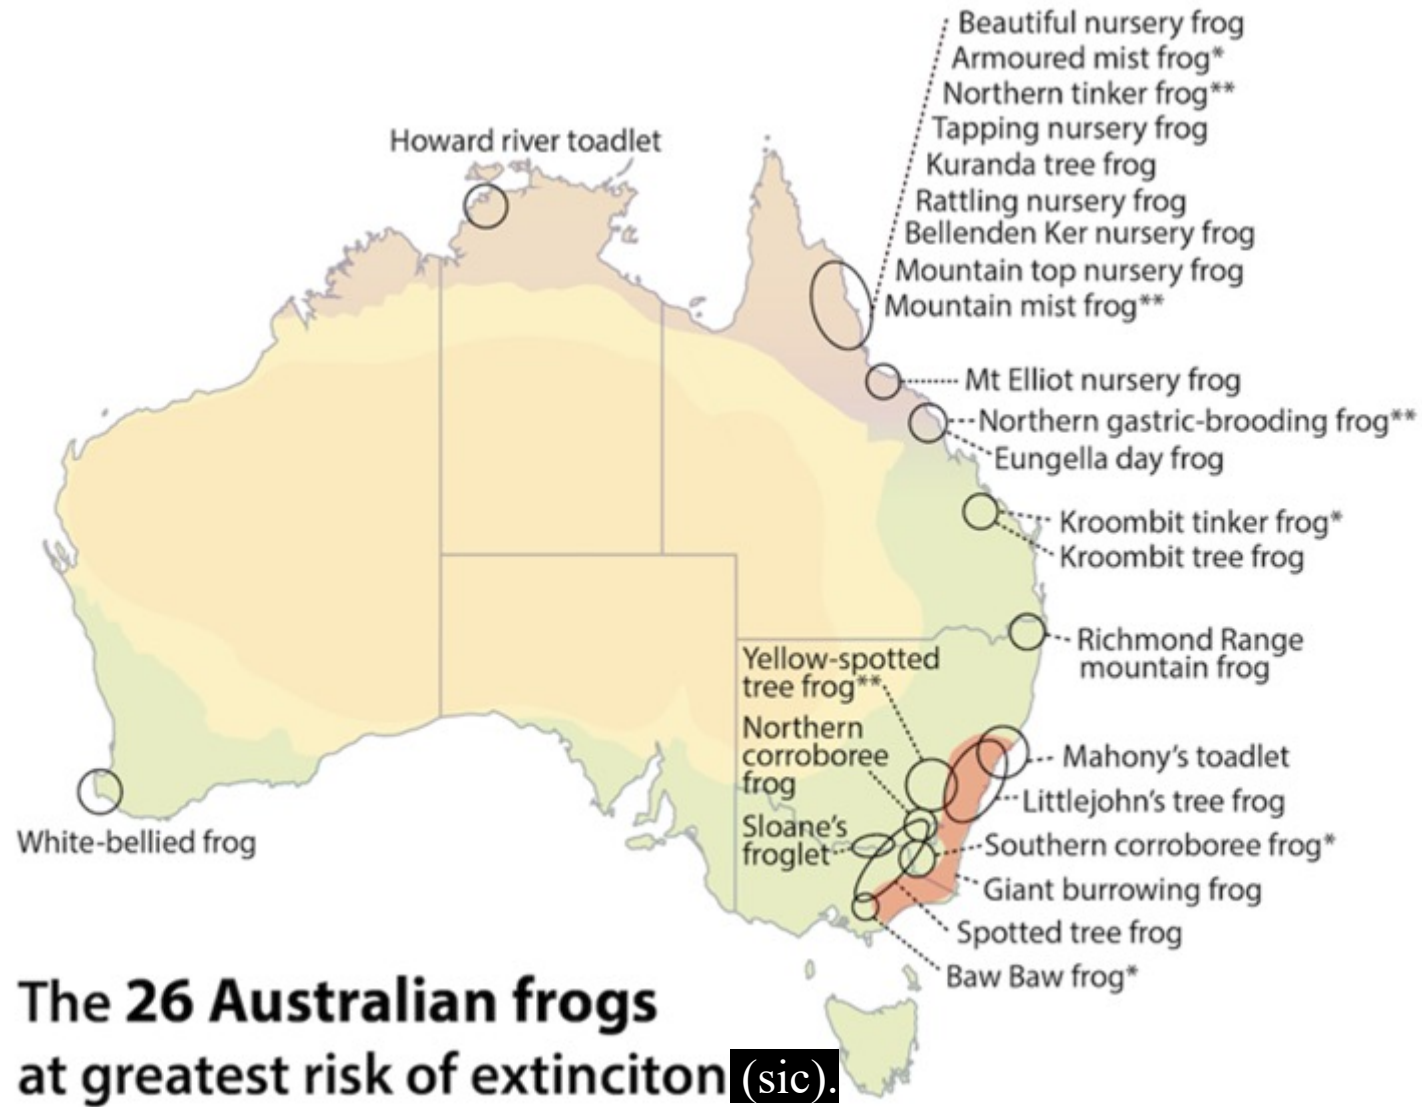 Beautiful nursery frog
Armoured mist frog*
Northern tinker frog**
Tapping nursery frog
Kuranda tree frog
Rattling nursery frog
Bellenden Ker nursery frog
Mountain top nursery frog
Mountain mist frog**
Howard river toadlet
Mt Elliot nursery frog
Northern gastric-brooding frog**
Eungella day frog
Kroombit tinker frog*
Kroombit tree frog
Richmond Range
mountain frog
Yellow-spotted
tree frog**
Northern
corroboree
frog
Sloane's
froglet
Mahony's toadlet
Littlejohn's tree frog
Southern corroboree frog*
Giant burrowing frog
Spotted tree frog
Baw Baw frog*
White-bellied frog
The 26 Australian frogs
at greatest risk of extinciton (sic).